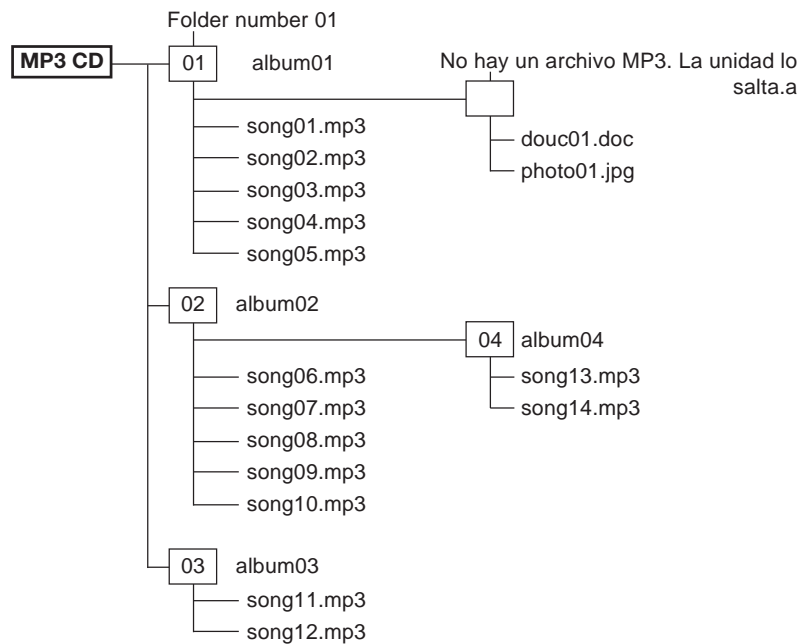 Folder number 01
MP3 CD
01 album01
No hay un archivo MP3. La unidad lo
salta.a
song01.mp3
song02.mp3
song03.mp3
song04.mp3
song05.mp3
douc01.doc
photo01.jpg
02 album02
04 album04
song06.mp3
song07.mp3
song08.mp3
song09.mp3
song10.mp3
song13.mp3
song14.mp3
03 album03
song11.mp3
song12.mp3